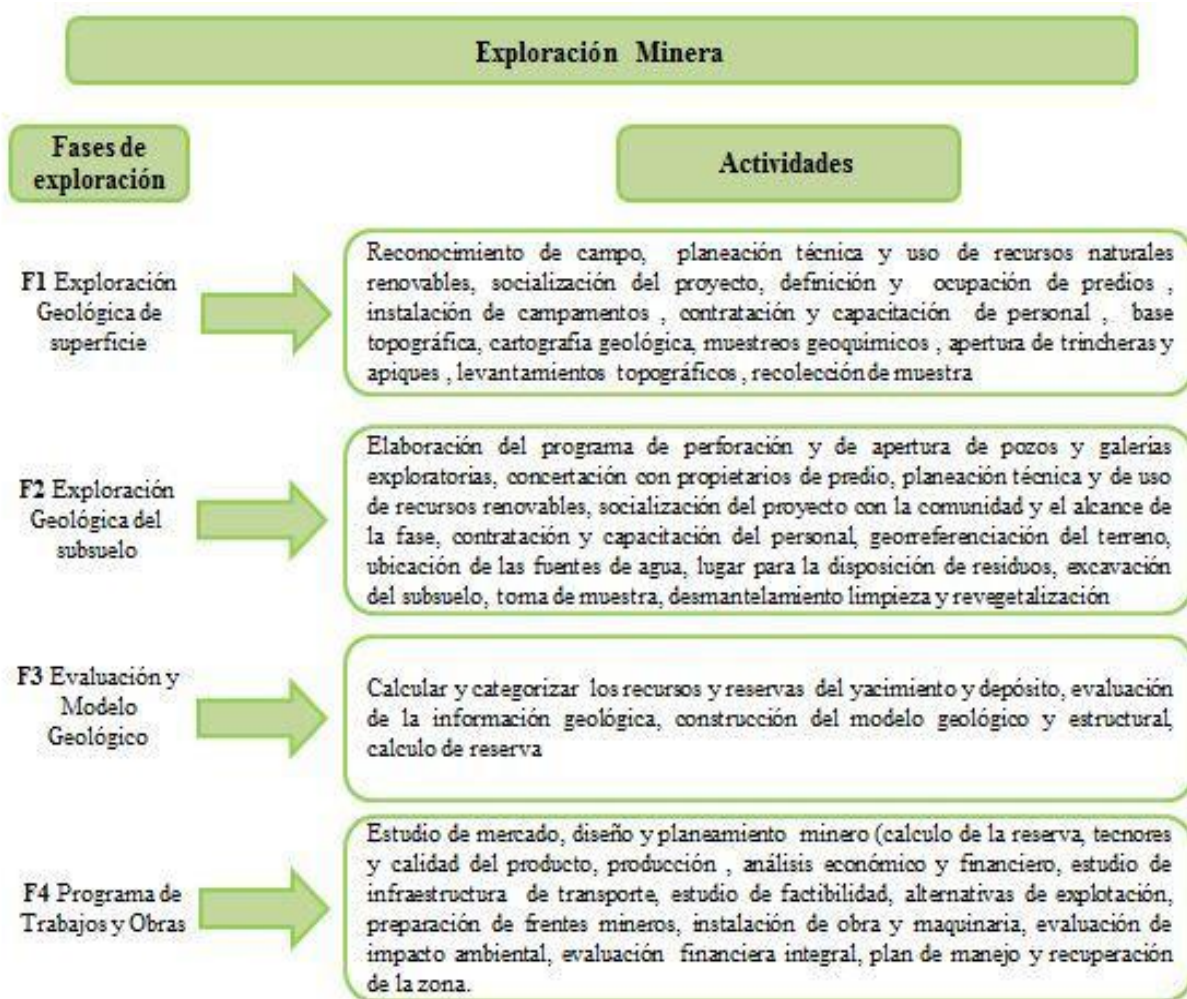 Exploración Minera
Fases de
exploración
Actividades
F1 Exploración
Geológica de
superficie
Reconocimiento de campo, planeación técnica y uso de recursos naturales
renovables, socialización del proyecto, definición y ocupación de predios ,
instalación de campamentos , contratación y capacitación de personal , base
topográfica, cartografía geológica, muestreos geoquímicos , apertura de trincheras y
apiques , levantamientos topográficos , recolección de muestra
F2 Exploración
Geológica del
subsuelo
Elaboración del programa de perforación y de apertura de pozos y galerías
exploratorias, concertación con propietarios de predio, planeación técnica y de uso
de recursos renovables, socialización del proyecto con la comunidad y el alcance de
la fase, contratación y capacitación del personal, georreferenciación del terreno,
ubicación de las fuentes de agua, lugar para la disposición de residuos, excavación
del subsuelo, toma de muestra, desmantelamiento limpieza y revegetalización
F3 Evaluación y
Modelo
Geológico
Calcular y categorizar los recursos y reservas del yacimiento y depósito, evaluación
de la información geológica, construcción del modelo geológico y estructural,
calculo de reserva
F4 Programa de
Trabajos y Obras
Estudio de mercado, diseño y planeamiento minero (calculo de la reserva, tecnores
y calidad del producto, producción , análisis económico y financiero, estudio de
infraestructura de transporte, estudio de factibilidad, alternativas de explotación,
preparación de frentes mineros, instalación de obra y maquinaria, evaluación de
impacto ambiental, evaluación financiera integral, plan de manejo y recuperación
de la zona.